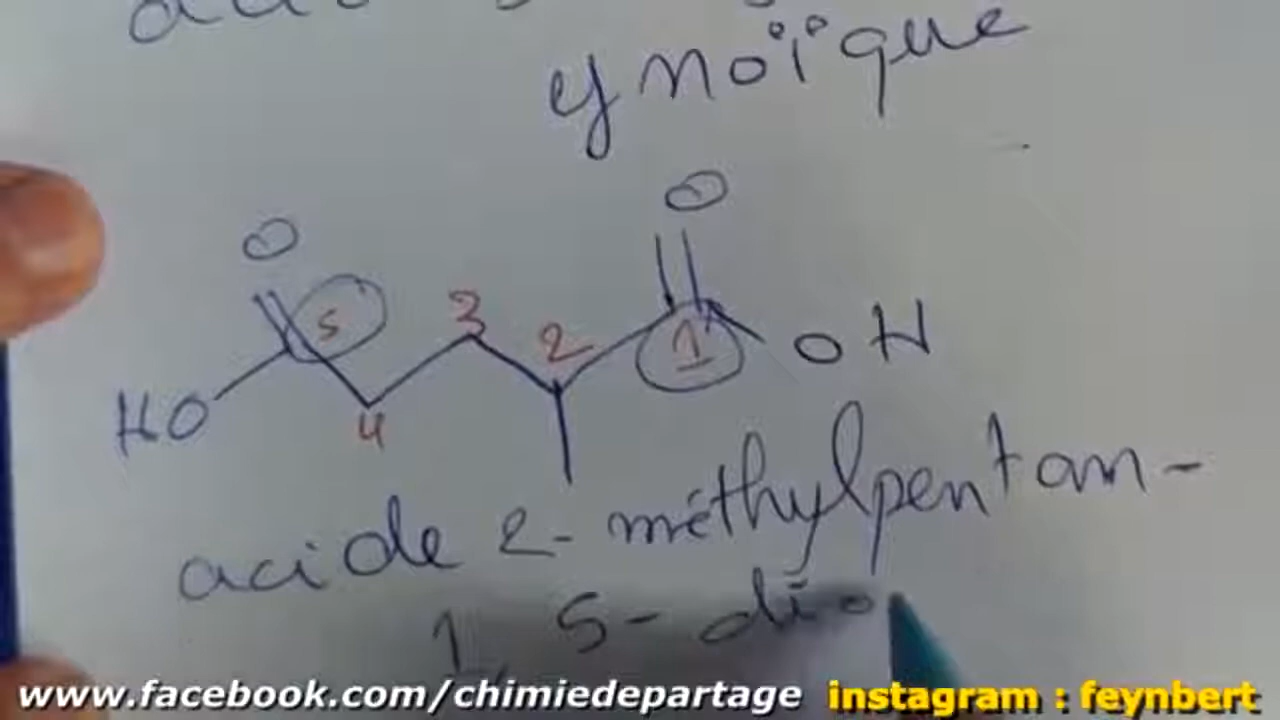 ynoïque
O
O
5
3
2
1
OH
HO
4
acide 2-méthylpentan-
1,5-dio
www.facebook.com/chimiedepartage
instagram : feynbert